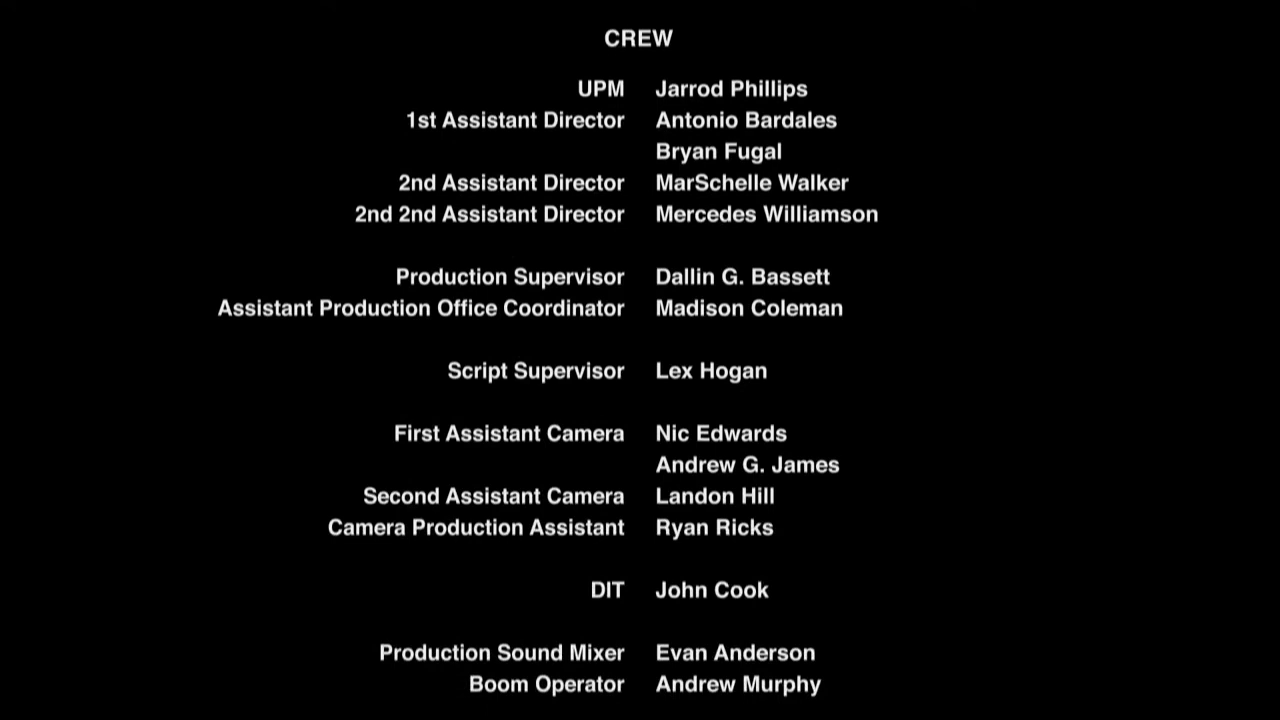 CREW
UPM Jarrod Phillips
1st Assistant Director Antonio Bardales
Bryan Fugal
2nd Assistant Director MarSchelle Walker
2nd 2nd Assistant Director Mercedes Williamson
Production Supervisor Dallin G. Bassett
Assistant Production Office Coordinator Madison Coleman
Script Supervisor Lex Hogan
First Assistant Camera Nic Edwards
Andrew G. James
Second Assistant Camera Landon Hill
Camera Production Assistant Ryan Ricks
DIT John Cook
Production Sound Mixer Evan Anderson
Boom Operator Andrew Murphy